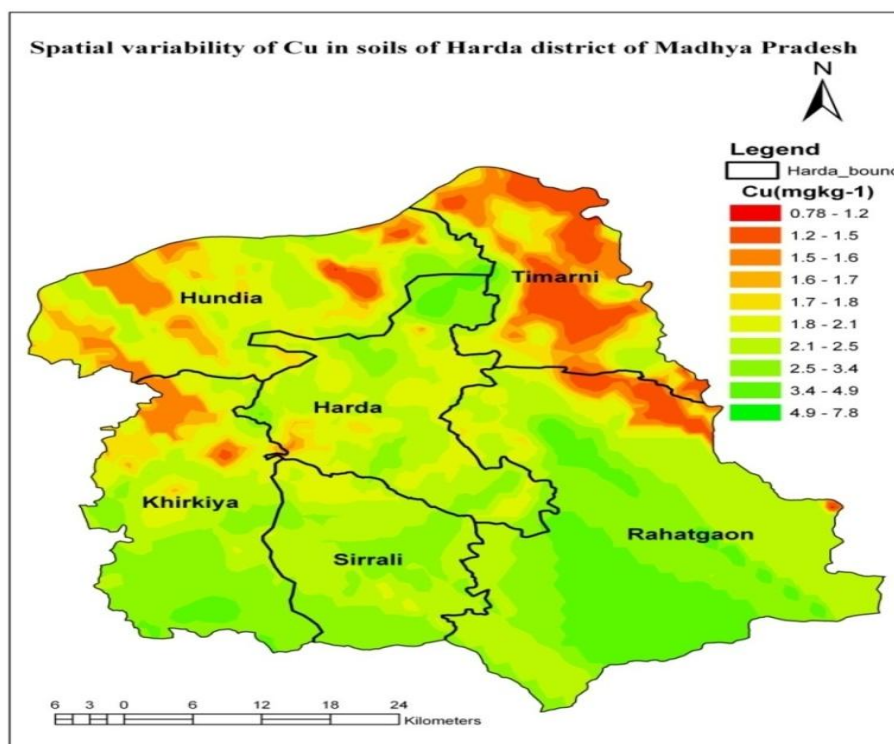 Spatial variability of Cu in soils of Harda district of Madhya Pradesh
N
Legend
Harda_bound
Cu(mgkg-1)
0.78 - 1.2
1.2 - 1.5
1.5 - 1.6
1.6 - 1.7
1.7 - 1.8
1.8 - 2.1
2.1 - 2.5
2.5 - 3.4
3.4 - 4.9
4.9 - 7.8
Timarni
Hundia
Harda
Khirkiya
Rahatgaon
Sirrali
6 3 0 6 12 18 24
Kilometers